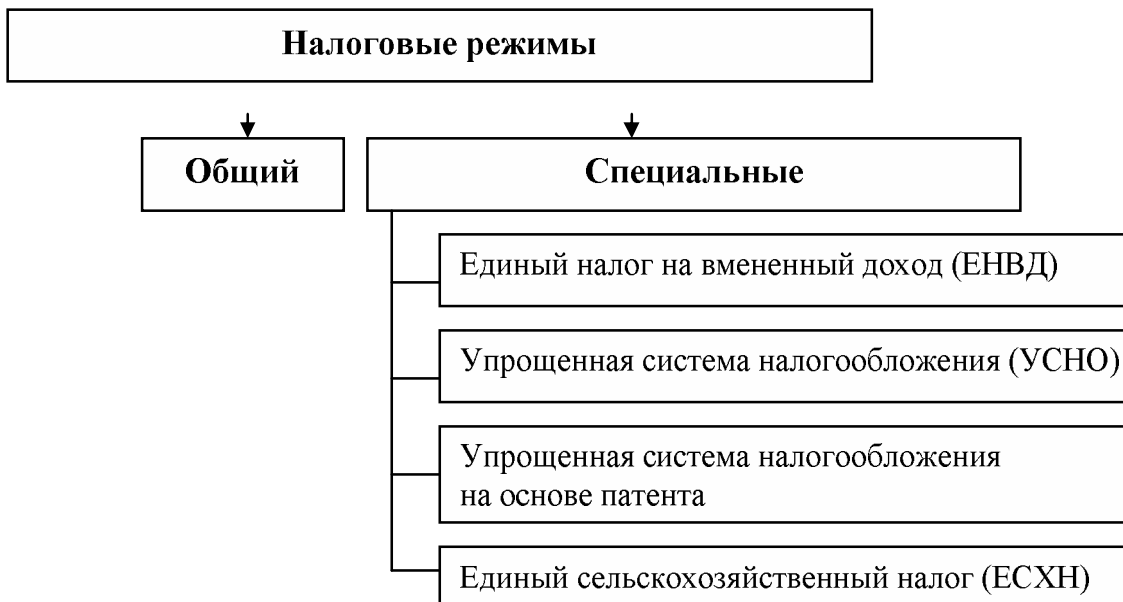 Налоговые режимы
Общий
Специальные
Единый налог на вмененный доход (ЕНВД)
Упрощенная система налогообложения (УСНО)
Упрощенная система налогообложения
на основе патента
Единый сельскохозяйственный налог (ЕСХН)